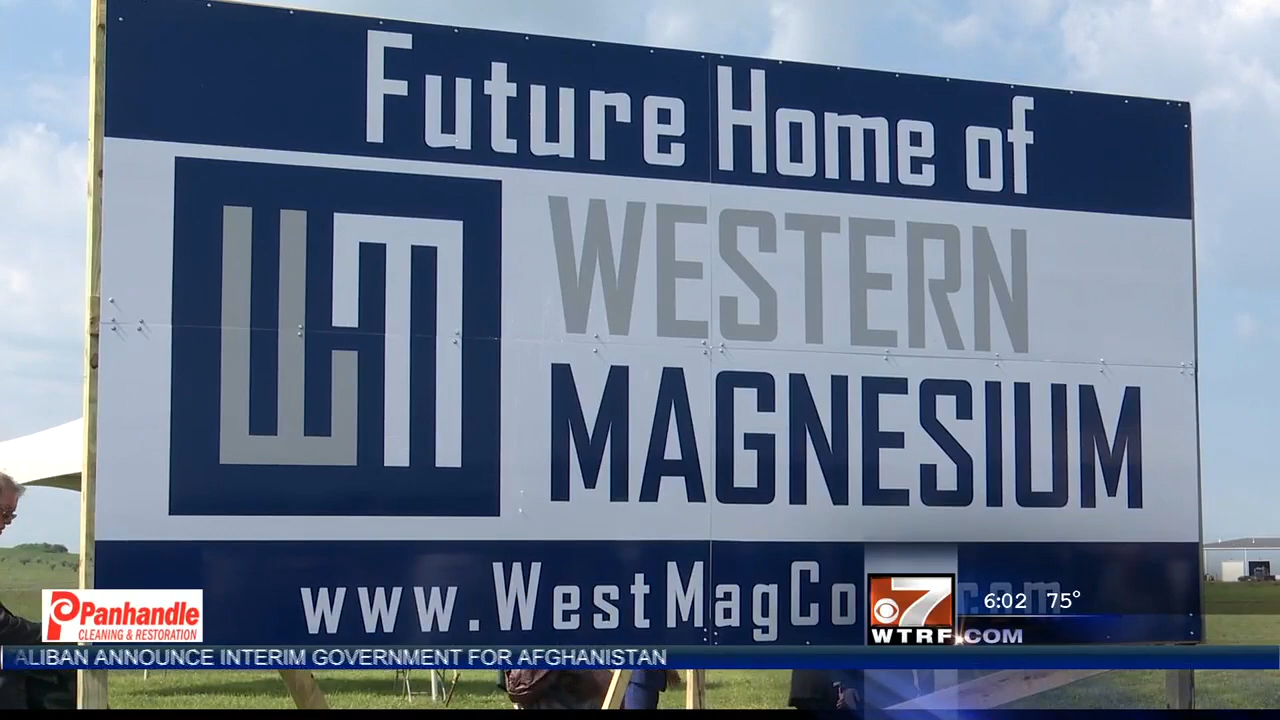 Future Home of
WESTERN
MAGNESIUM
www.WestMagCo .com
Panhandle
CLEANING & RESTORATION
7
WTRF.COM
6:02 75°
ALIBAN ANNOUNCE INTERIM GOVERNMENT FOR AFGHANISTAN